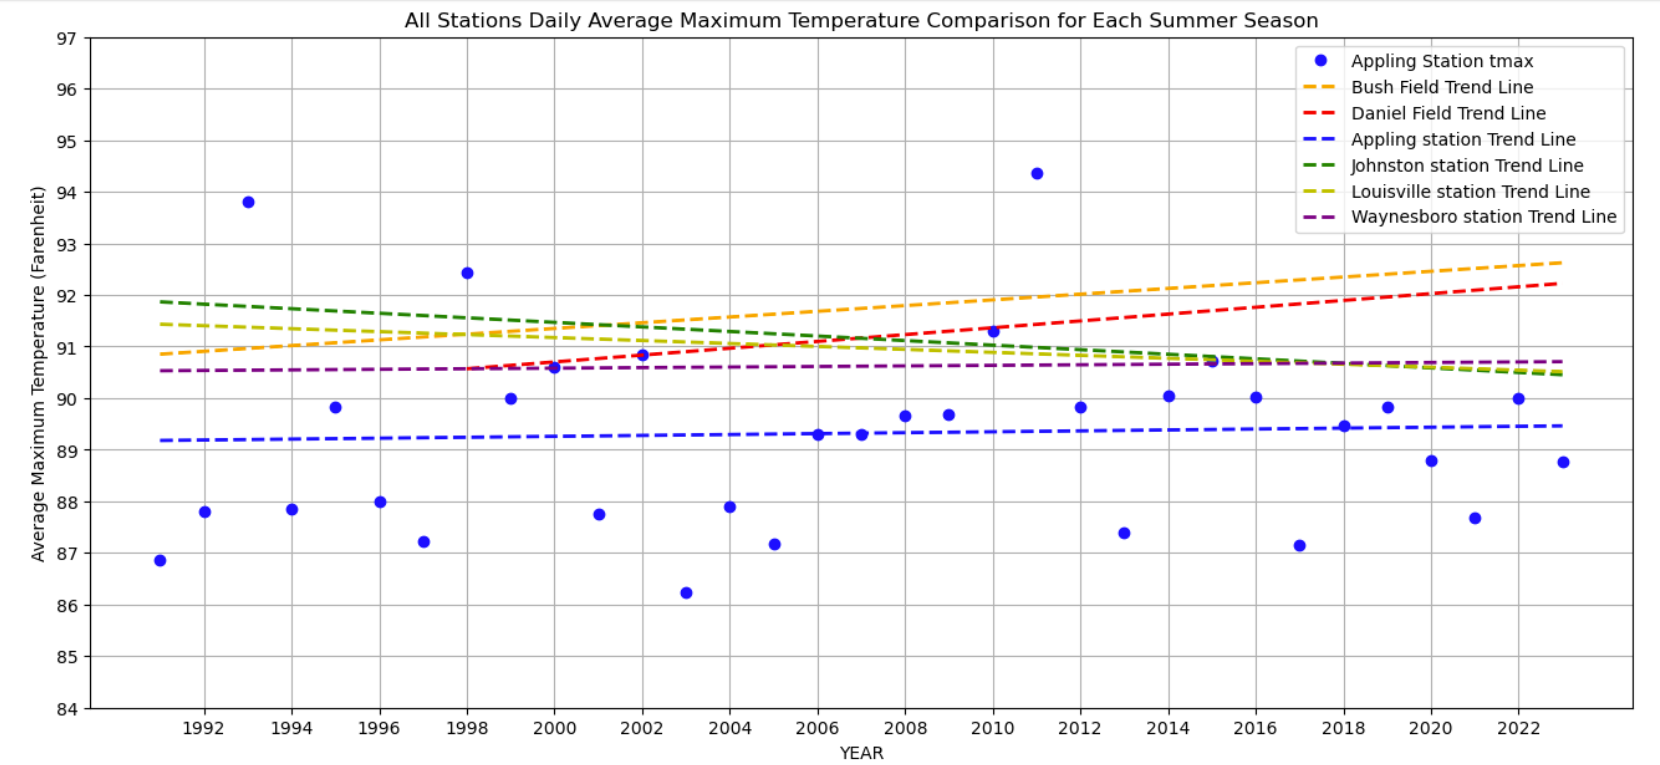 All Stations Daily Average Maximum Temperature Comparison for Each Summer Season
Average Maximum Temperature (Farenheit)
97
96
95
94
93
92
91
90
89
88
87
86
85
84
Appling Station tmax
Bush Field Trend Line
Daniel Field Trend Line
Appling station Trend Line
Johnston station Trend Line
Louisville station Trend Line
Waynesboro station Trend Line
1992 1994 1996 1998 2000 2002 2004 2006 2008 2010 2012 2014 2016 2018 2020 2022
YEAR